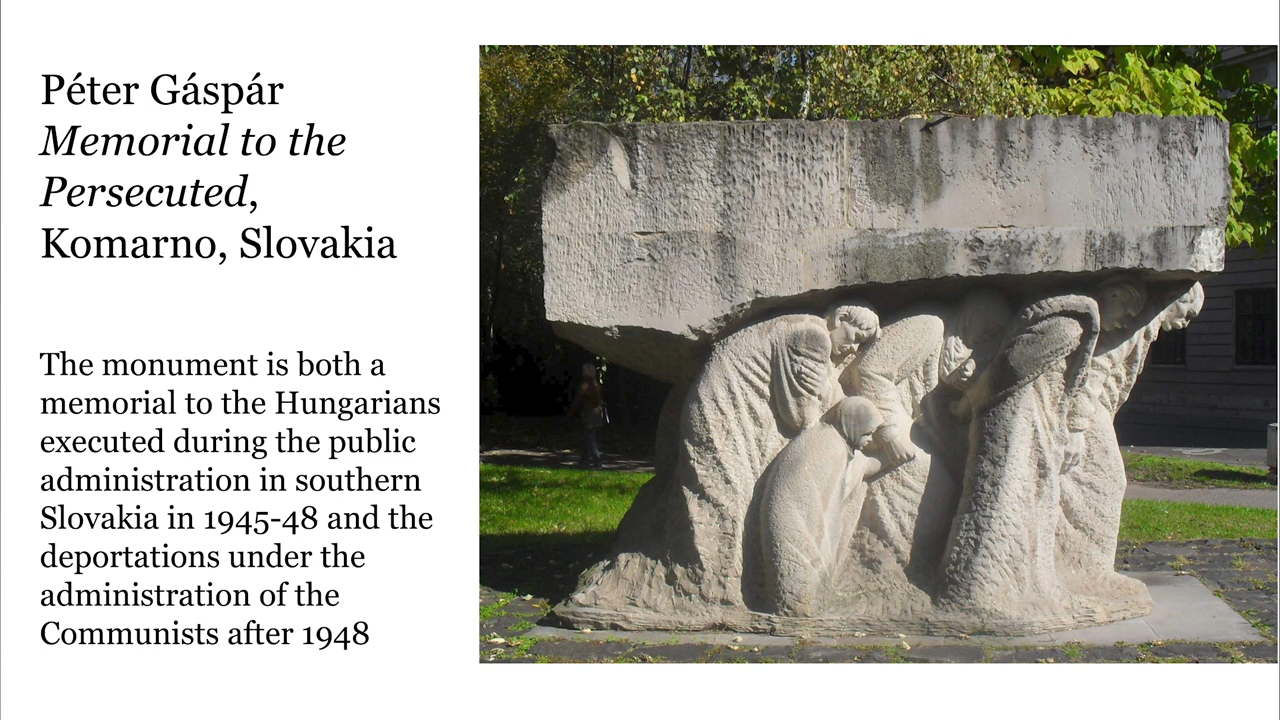 Péter Gáspár
Memorial to the
Persecuted,
Komarno, Slovakia
The monument is both a
memorial to the Hungarians
executed during the public
administration in southern
Slovakia in 1945-48 and the
deportations under the
administration of the
Communists after 1948